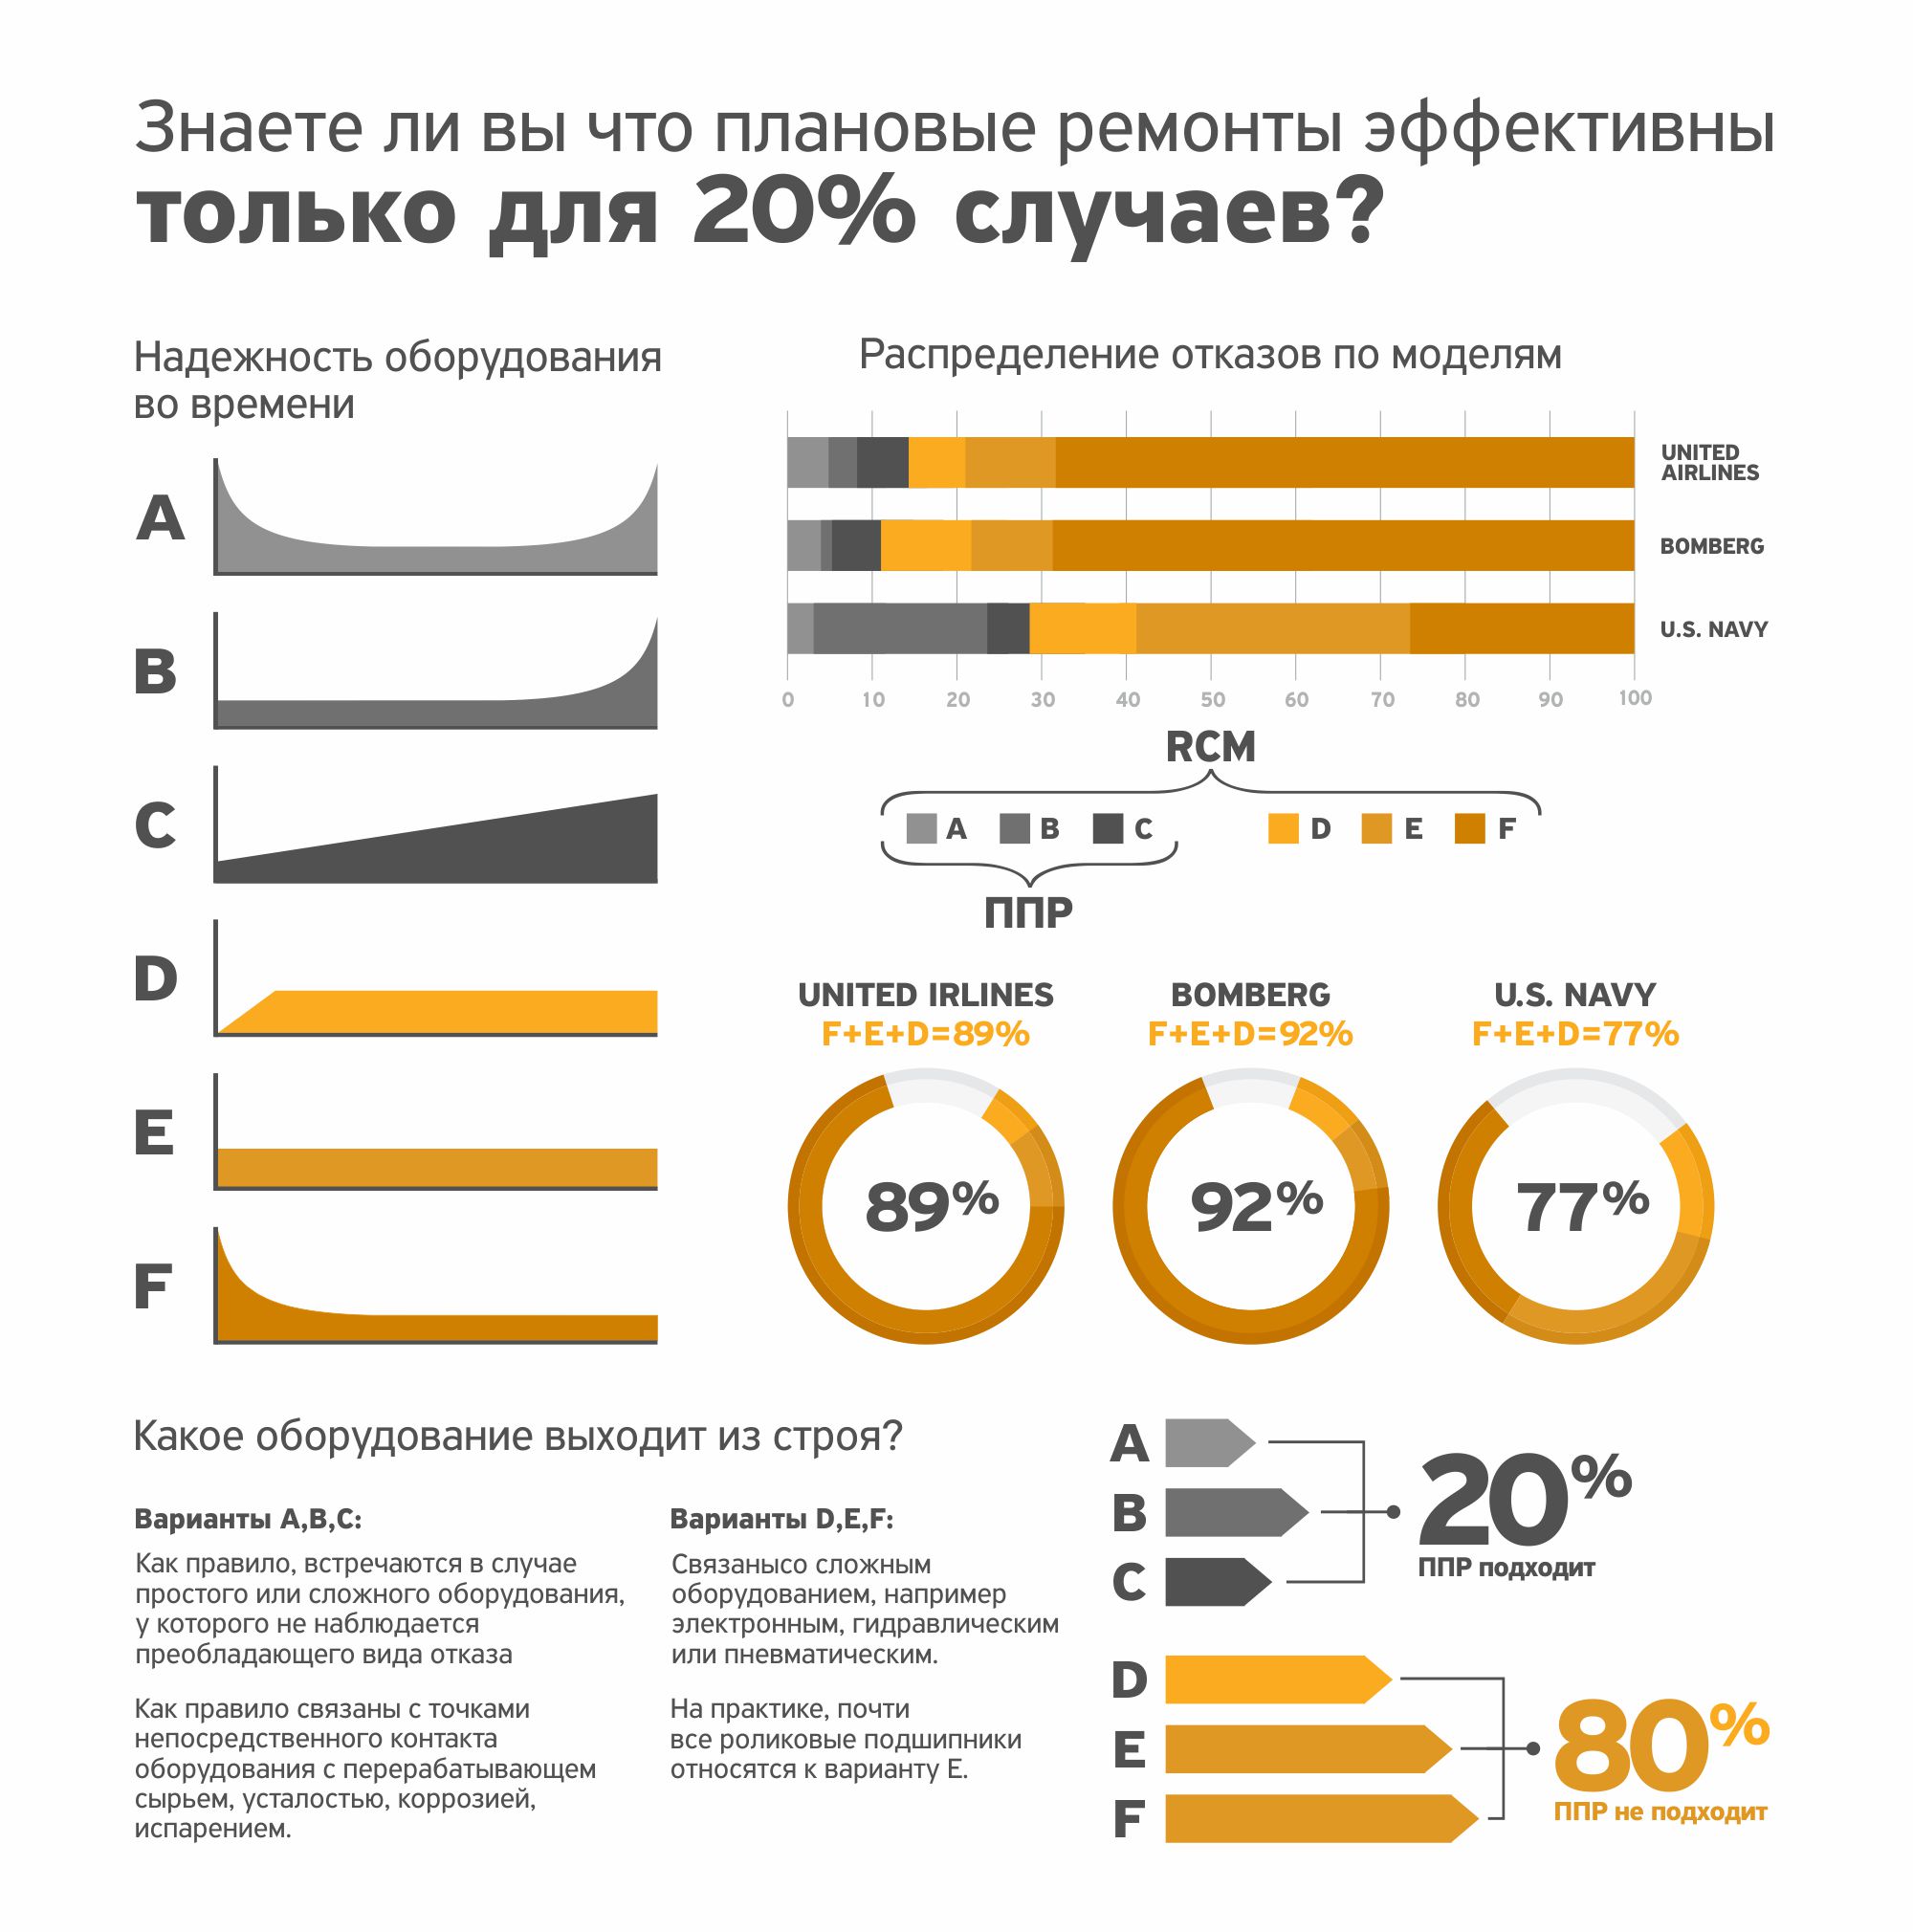 Знаете ли вы что плановые ремонты эффективны
только для 20% случаев?
Надежность оборудования
во времени
A
B
C
D
E
F
Распределение отказов по моделям
UNITED
AIRLINES
BOMBERG
U.S. NAVY
0 10 20 30 40 50 60 70 80 90 100
RCM
A B C D E F
ППР
UNITED IRLINES
F+E+D=89%
89%
BOMBERG
F+E+D=92%
92%
U.S. NAVY
F+E+D=77%
77%
Какое оборудование выходит из строя?
Варианты A,B,C:
Как правило, встречаются в случае
простого или сложного оборудования,
у которого не наблюдается
преобладающего вида отказа
Как правило связаны с точками
непосредственного контакта
оборудования с перерабатывающем
сырьем, усталостью, коррозией,
испарением.
Варианты D,E,F:
Связанысо сложным
оборудованием, например
электронным, гидравлическим
или пневматическим.
На практике, почти
все роликовые подшипники
относятся к варианту E.
A
B
C
20%
ППР подходит
D
E
F
80%
ППР не подходит